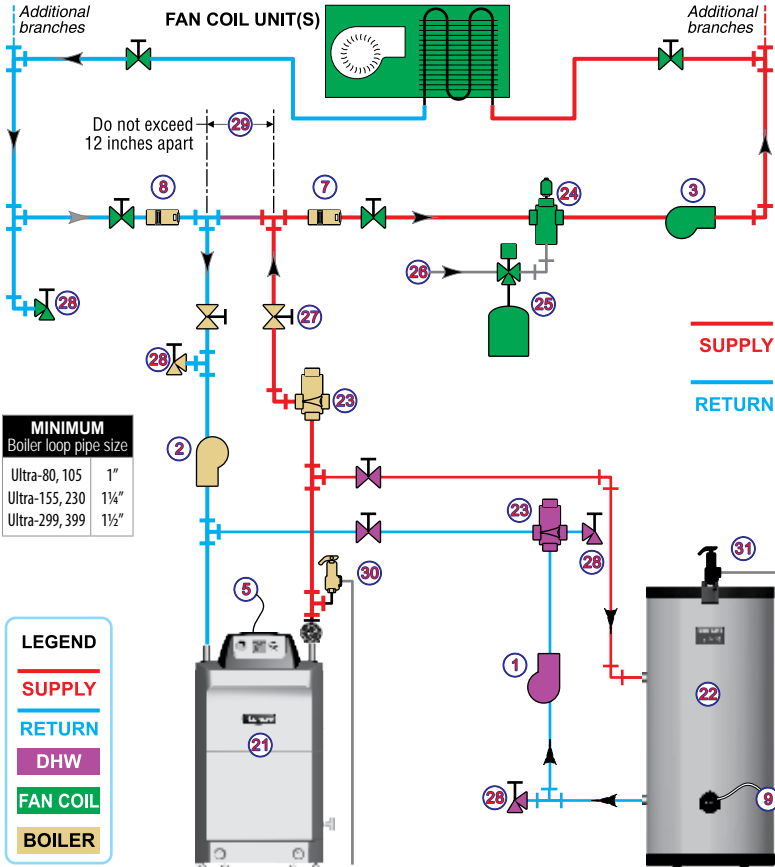 Additional
branches
FAN COIL UNIT(S)
Additional
branches
Do not exceed
12 inches apart
29
8
7
24
3
26
25
28
27
28
23
SUPPLY
RETURN
MINIMUM
Boiler loop pipe size
Ultra-80, 105 1"
Ultra-155, 230 1¼"
Ultra-299, 399 1½"
2
23
28
30
31
5
1
22
LEGEND
SUPPLY
RETURN
DHW
FAN COIL
BOILER
21
28
9